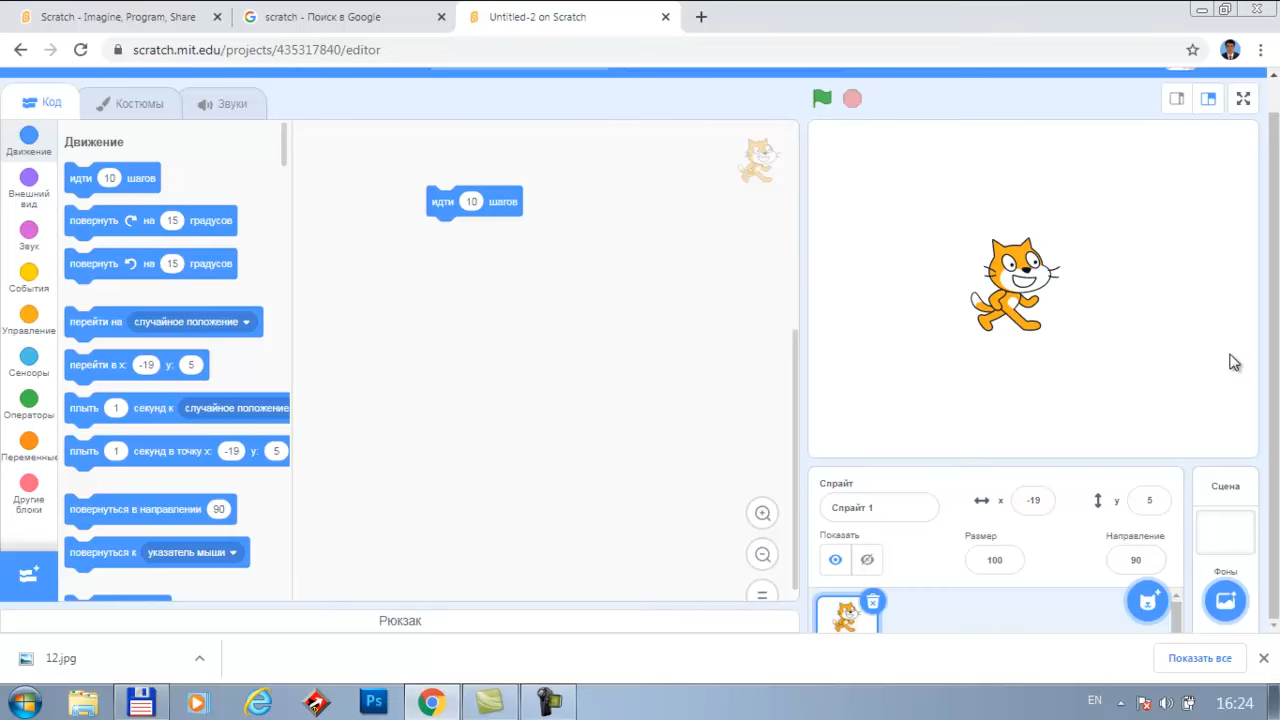 Scratch - Imagine, Program, Share
scratch - Поиск в Google
Untitled-2 on Scratch
scratch.mit.edu/projects/435317840/editor
Код
Костюмы
Звуки
Движение
Внешний
вид
Звук
События
Управление
Сенсоры
Операторы
Переменные
Другие
блоки
Движение
идти 10 шагов
повернуть на 15 градусов
повернуть на 15 градусов
перейти на случайное положение
перейти в x: -19 y: 5
плыть 1 секунд к случайное положение
плыть 1 секунд в точку x: -19 y: 5
повернуться в направлении 90
повернуться к указатель мыши
идти 10 шагов
Рюкзак
Спрайт
Спрайт 1
x -19
y 5
Показать
Размер
100
Направление
90
Сцена
Фоны
12.jpg
Показать все
Ps
EN
16:24